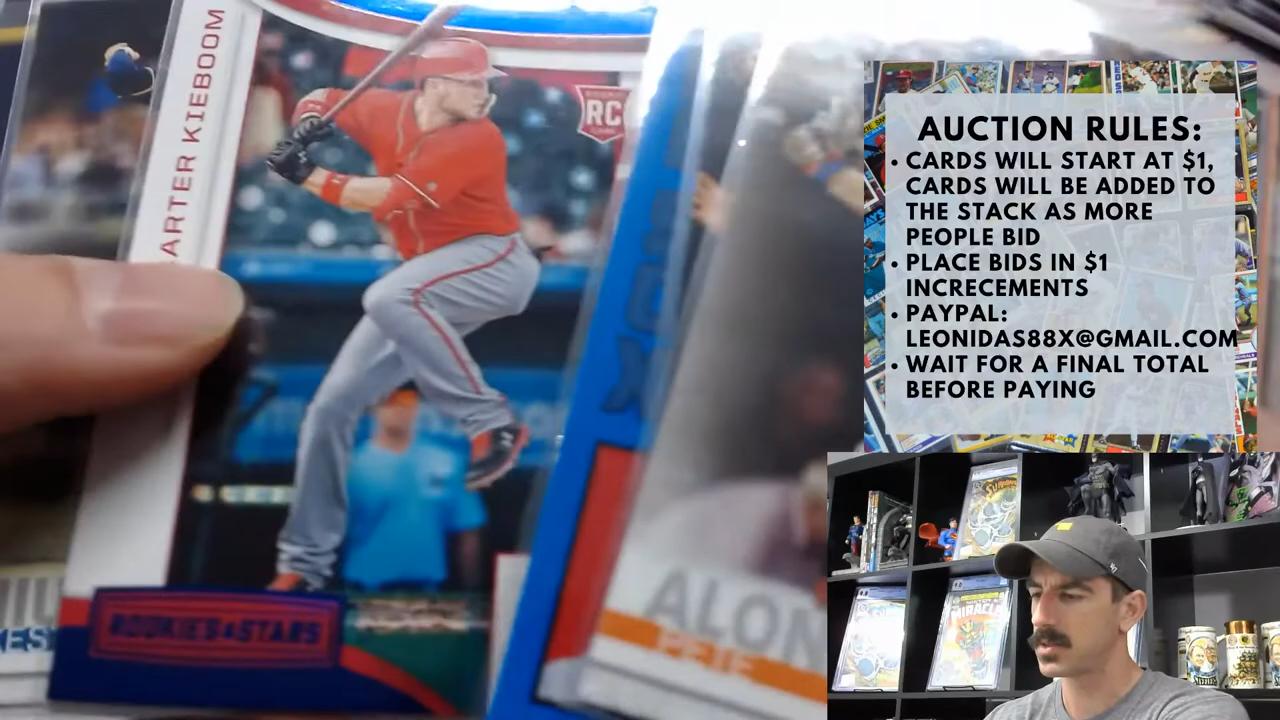 ARTER KIEBOOM
RC
ROOKIES & STARS
ALON
PETE
AUCTION RULES:
• CARDS WILL START AT $1,
CARDS WILL BE ADDED TO
THE STACK AS MORE
PEOPLE BID
• PLACE BIDS IN $1
INCRECEMENTS
• PAYPAL:
LEONIDAS88X@GMAIL.COM
• WAIT FOR A FINAL TOTAL
BEFORE PAYING